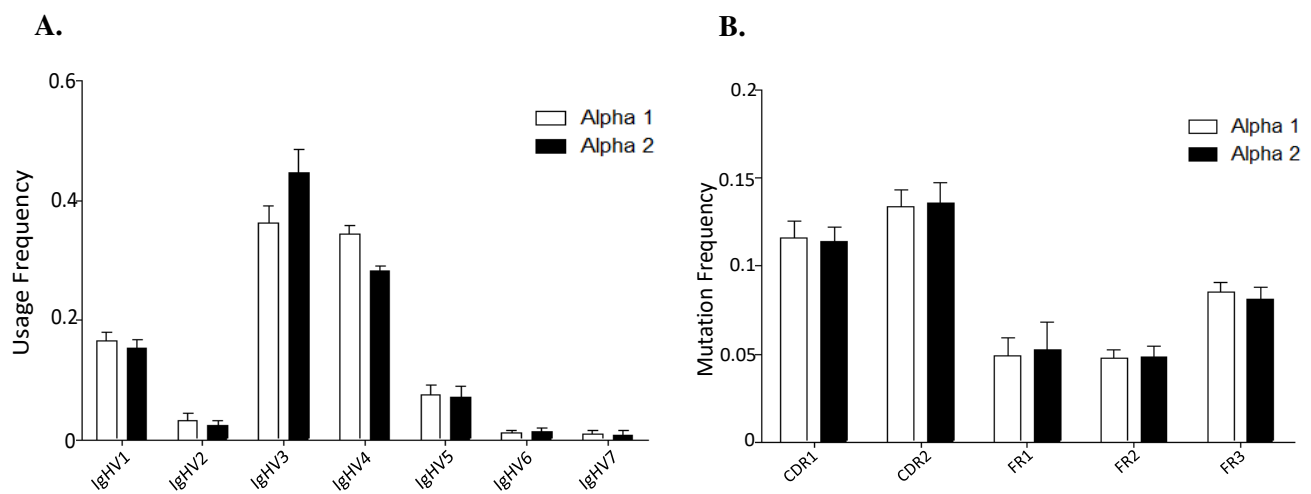 A.
Usage Frequency
0.6
0.4
0.2
0
Alpha 1
Alpha 2
IgHV1
IgHV2
IgHV3
IgHV4
IgHV5
IgHV6
IgHV7
B.
Mutation Frequency
0.2
0.15
0.1
0.05
0
Alpha 1
Alpha 2
CDR1
CDR2
FR1
FR2
FR3